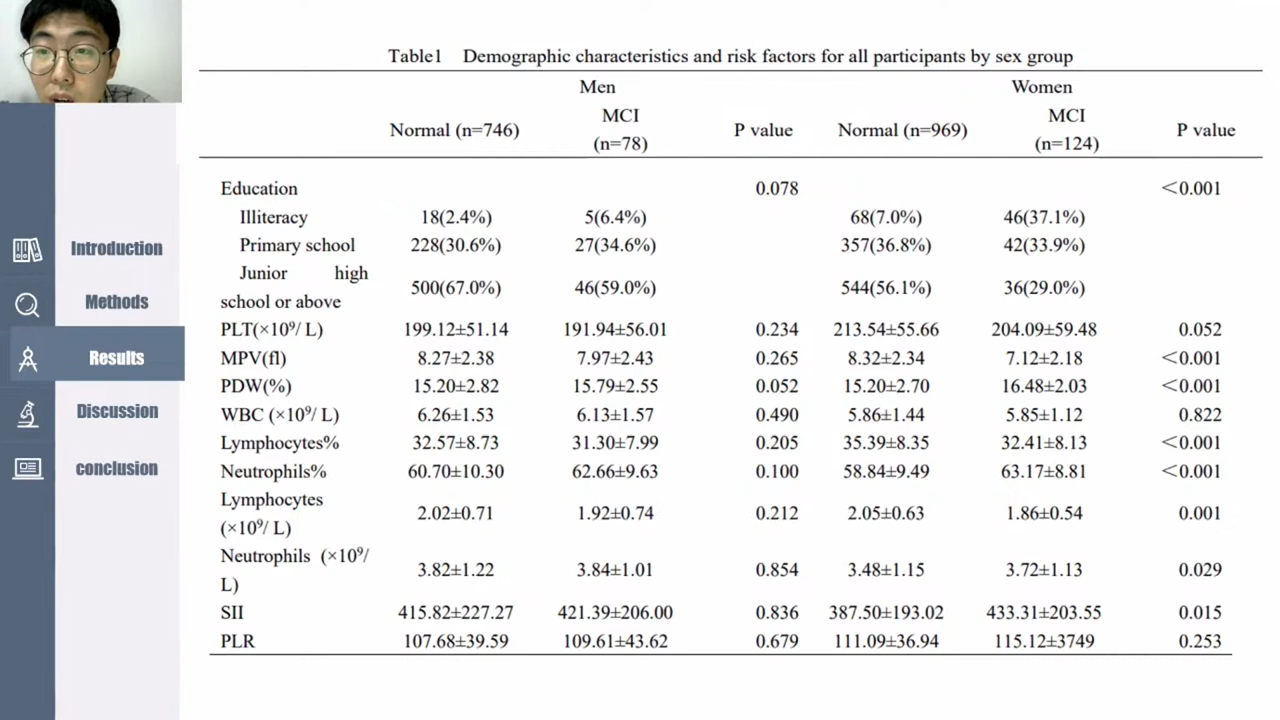 Table1 Demographic characteristics and risk factors for all participants by sex group
Men Women
Normal (n=746) MCI (n=78) P value Normal (n=969) MCI (n=124) P value
Education 0.078 <0.001
Illiteracy 18(2.4%) 5(6.4%) 68(7.0%) 46(37.1%)
Primary school 228(30.6%) 27(34.6%) 357(36.8%) 42(33.9%)
Junior high school or above 500(67.0%) 46(59.0%) 544(56.1%) 36(29.0%)
PLT(×10⁹/ L) 199.12±51.14 191.94±56.01 0.234 213.54±55.66 204.09±59.48 0.052
MPV(fl) 8.27±2.38 7.97±2.43 0.265 8.32±2.34 7.12±2.18 <0.001
PDW(%) 15.20±2.82 15.79±2.55 0.052 15.20±2.70 16.48±2.03 <0.001
WBC (×10⁹/ L) 6.26±1.53 6.13±1.57 0.490 5.86±1.44 5.85±1.12 0.822
Lymphocytes% 32.57±8.73 31.30±7.99 0.205 35.39±8.35 32.41±8.13 <0.001
Neutrophils% 60.70±10.30 62.66±9.63 0.100 58.84±9.49 63.17±8.81 <0.001
Lymphocytes (×10⁹/ L) 2.02±0.71 1.92±0.74 0.212 2.05±0.63 1.86±0.54 0.001
Neutrophils (×10⁹/ L) 3.82±1.22 3.84±1.01 0.854 3.48±1.15 3.72±1.13 0.029
SII 415.82±227.27 421.39±206.00 0.836 387.50±193.02 433.31±203.55 0.015
PLR 107.68±39.59 109.61±43.62 0.679 111.09±36.94 115.12±3749 0.253
Introduction
Methods
Results
Discussion
conclusion